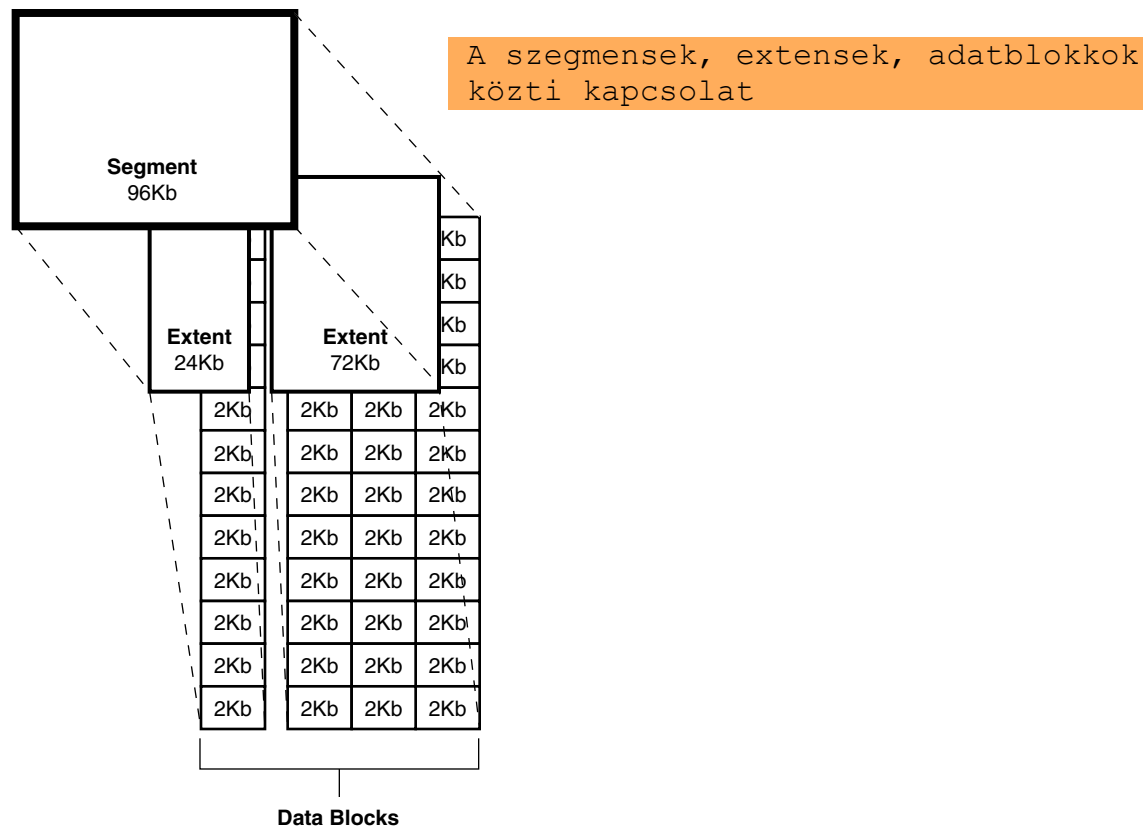 A szegmensek, extensek, adatblokkok
közti kapcsolat
Segment
96Kb
Kb
Kb
Extent Extent Kb
24Kb 72Kb Kb
2Kb 2Kb 2Kb 2Kb
2Kb 2Kb 2Kb 2Kb
2Kb 2Kb 2Kb 2Kb
2Kb 2Kb 2Kb 2Kb
2Kb 2Kb 2Kb 2Kb
2Kb 2Kb 2Kb 2Kb
2Kb 2Kb 2Kb 2Kb
2Kb 2Kb 2Kb 2Kb
Data Blocks